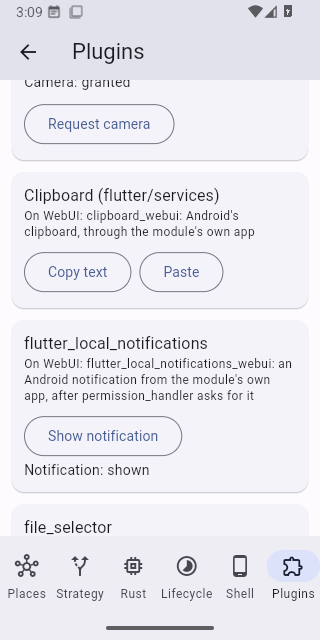 3:09
Plugins
Camera: granted
Request camera
Clipboard (flutter/services)
On WebUI: clipboard_webui: Android's
clipboard, through the module's own app
Copy text
Paste
flutter_local_notifications
On WebUI: flutter_local_notifications_webui: an
Android notification from the module's own
app, after permission_handler asks for it
Show notification
Notification: shown
file_selector
Places Strategy Rust Lifecycle Shell Plugins